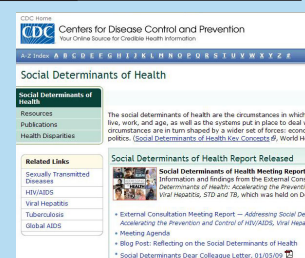 CDC Home
CDC
Centers for Disease Control and Prevention
Your Online Source for Credible Health Information
A-Z Index A B C D E F G H I J K L M N O P Q R S T U V W X Y Z #
Social Determinants of Health
Social Determinants of
Health
Resources
Publications
Health Disparities
Related Links
Sexually Transmitted
Diseases
HIV/AIDS
Viral Hepatitis
Tuberculosis
Global AIDS
The social determinants of health are the circumstances in which
live, work, and age, as well as the systems put in place to deal
circumstances are in turn shaped by a wider set of forces: econo
politics. (Social Determinants of Health Key Concepts, World H
Social Determinants of Health Report Released
Social Determinants of Health Meeting Report
Information and findings from the External Cons
Determinants of Health: Accelerating the Preventi
Viral Hepatitis, STD and TB, which was held on D
External Consultation Meeting Report — Addressing Social De
Accelerating the Prevention and Control of HIV/AIDS, Viral Hepa
Meeting Agenda
Blog Post: Reflecting on the Social Determinants of Health
Social Determinants Dear Colleague Letter, 01/05/09